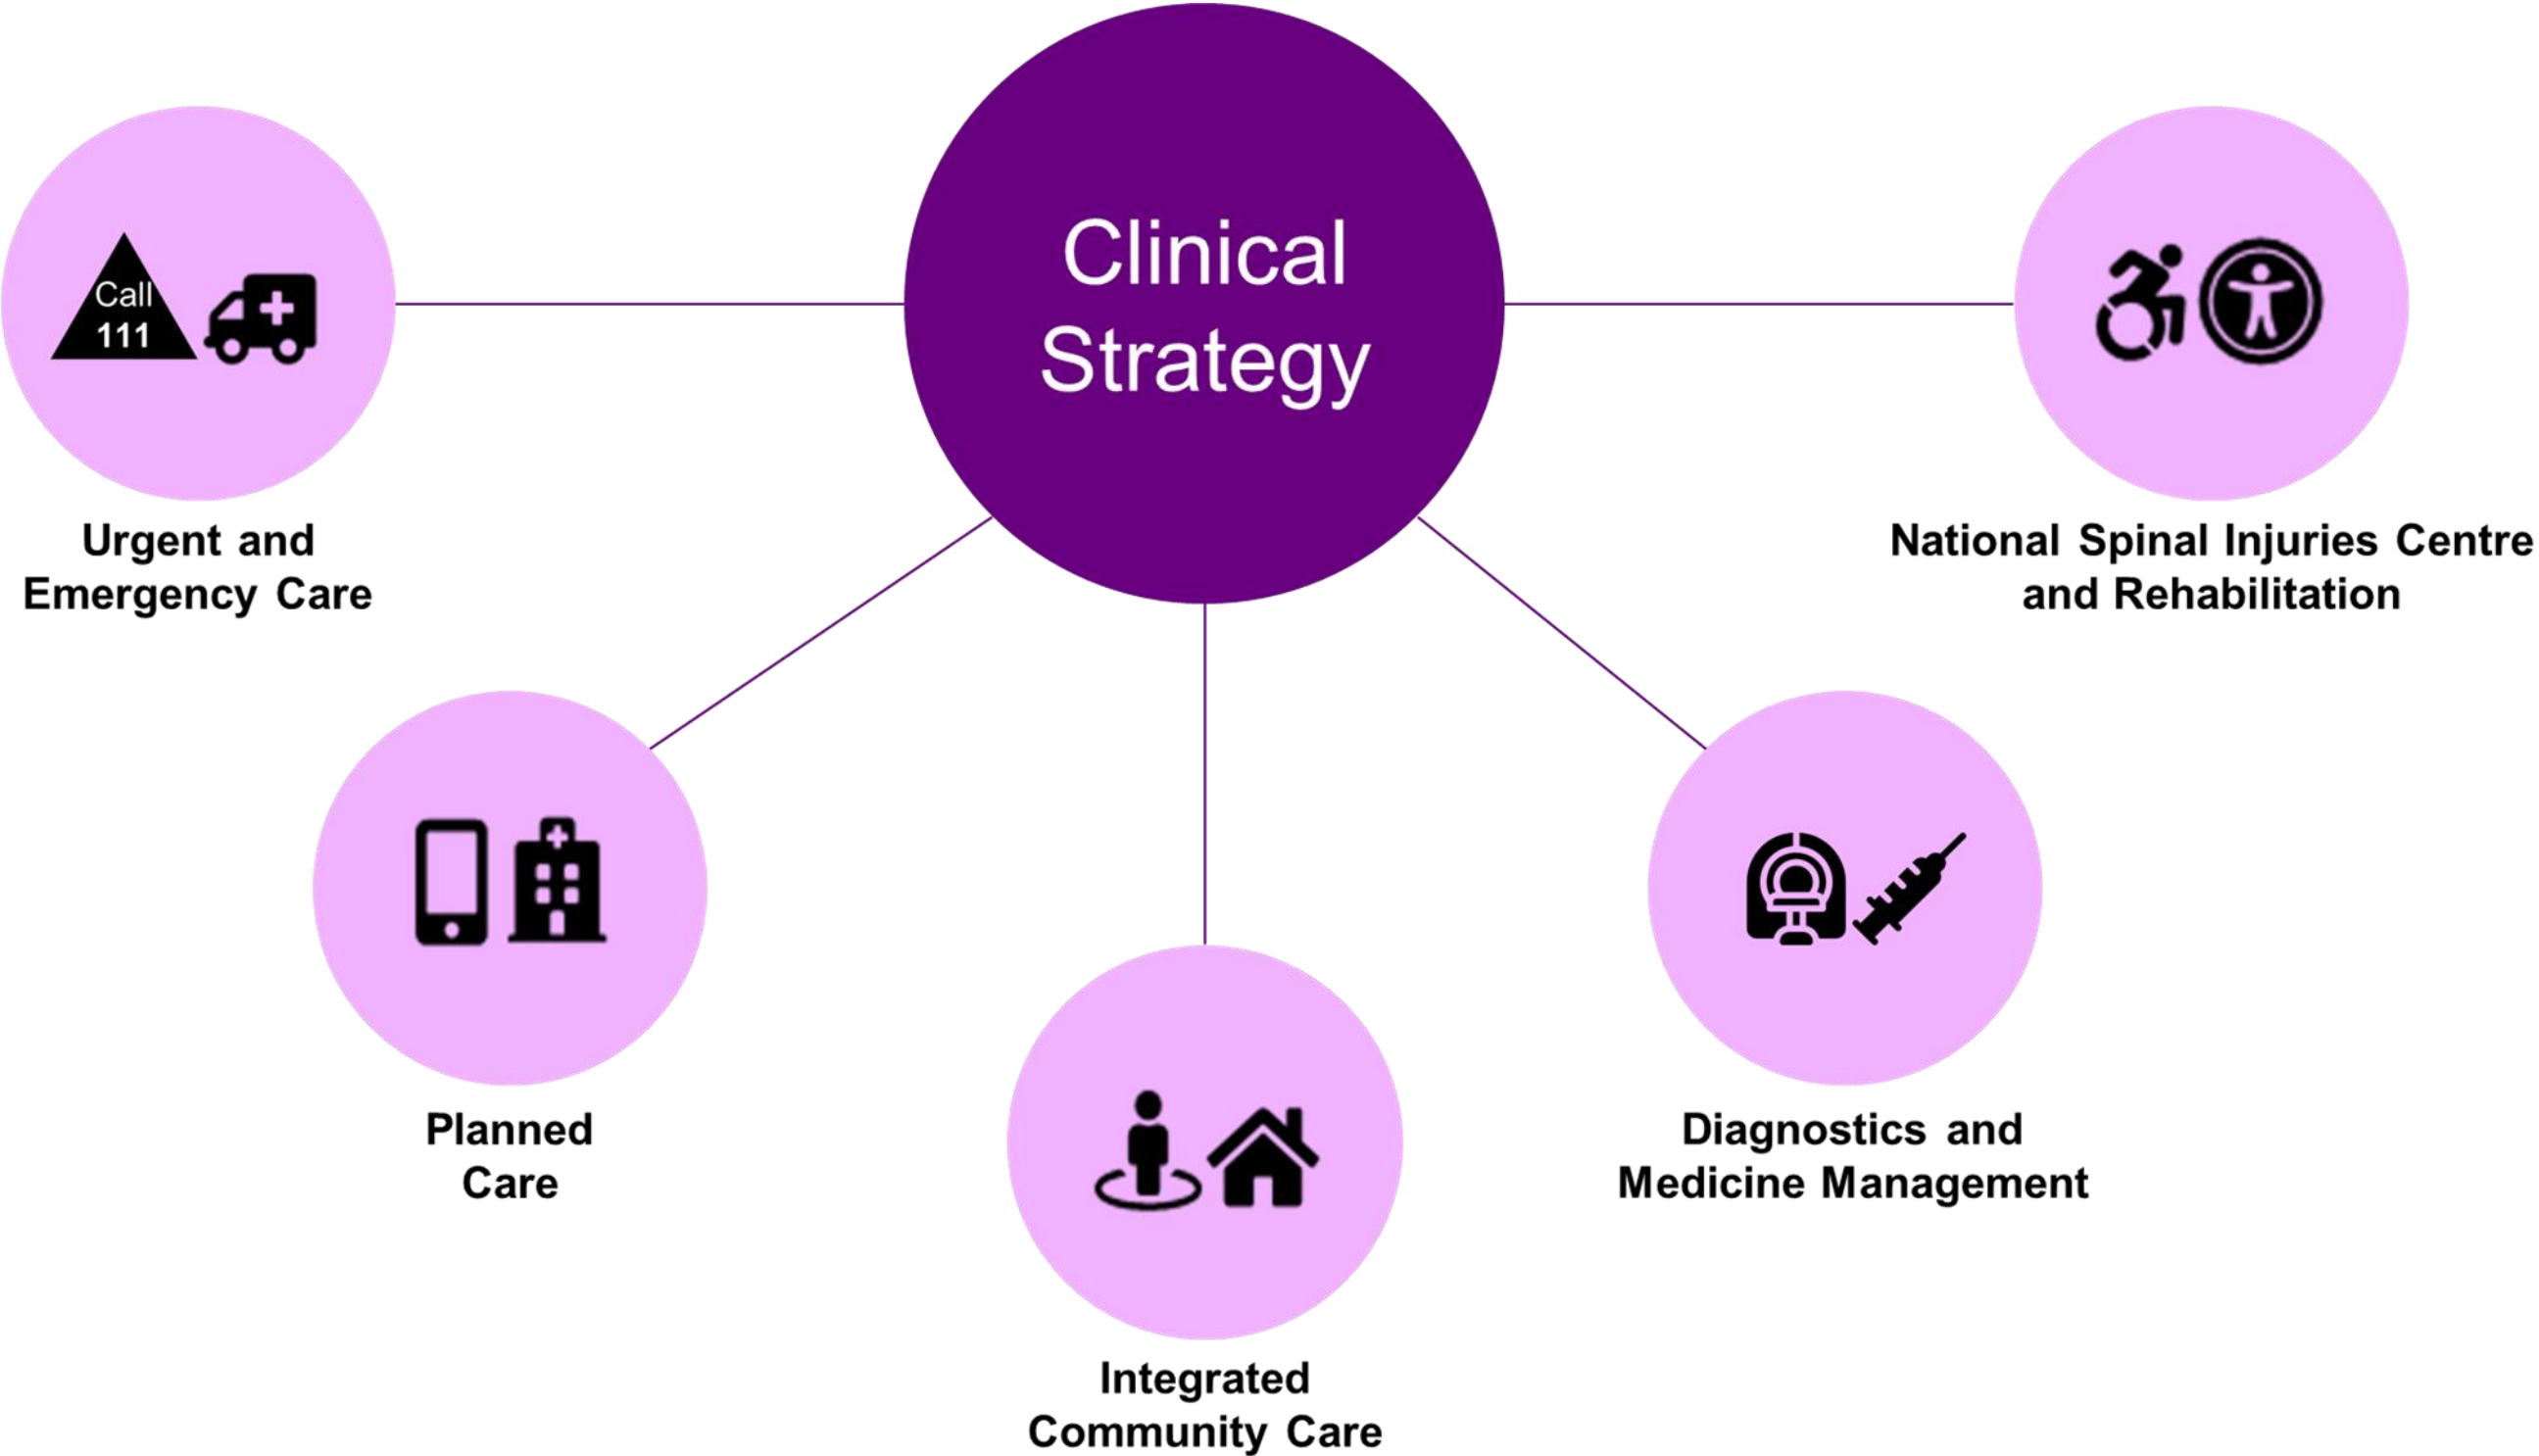 Clinical
Strategy
Call
111
Urgent and
Emergency Care
National Spinal Injuries Centre
and Rehabilitation
Planned
Care
Diagnostics and
Medicine Management
Integrated
Community Care